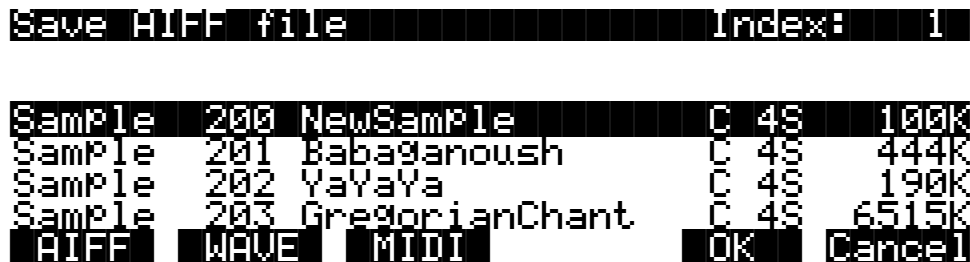 Save AIFF file Index: 1
Sample 200 NewSample C 4S 100K
Sample 201 Babaganoush C 4S 444K
Sample 202 YaYaYa C 4S 190K
Sample 203 GregorianChant C 4S 6515K
AIFF WAVE MIDI OK Cancel